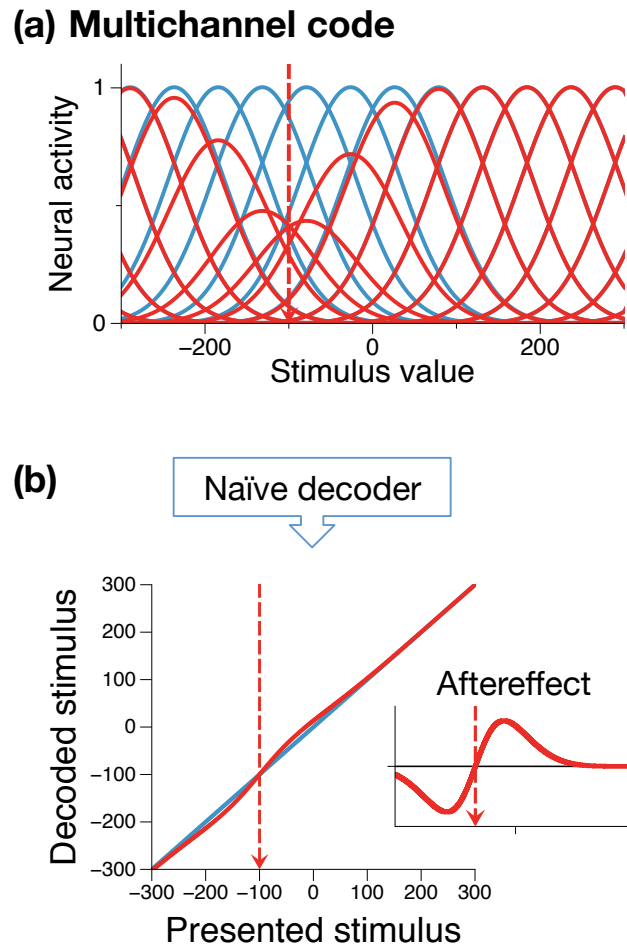 (a) Multichannel code
1
Neural activity
0
−200 0 200
Stimulus value
(b)
Naïve decoder
300
200
100
0
−100
−200
−300
Decoded stimulus
Aftereffect
−300 −200 −100 0 100 200 300
Presented stimulus